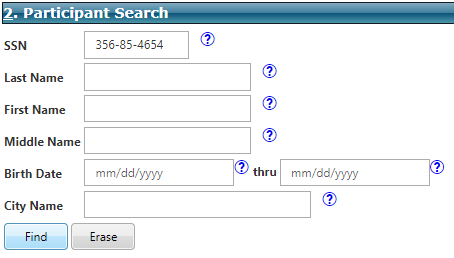 2. Participant Search
SSN 356-85-4654 ?
Last Name ?
First Name ?
Middle Name ?
Birth Date mm/dd/yyyy ? thru mm/dd/yyyy ?
City Name ?
Find Erase